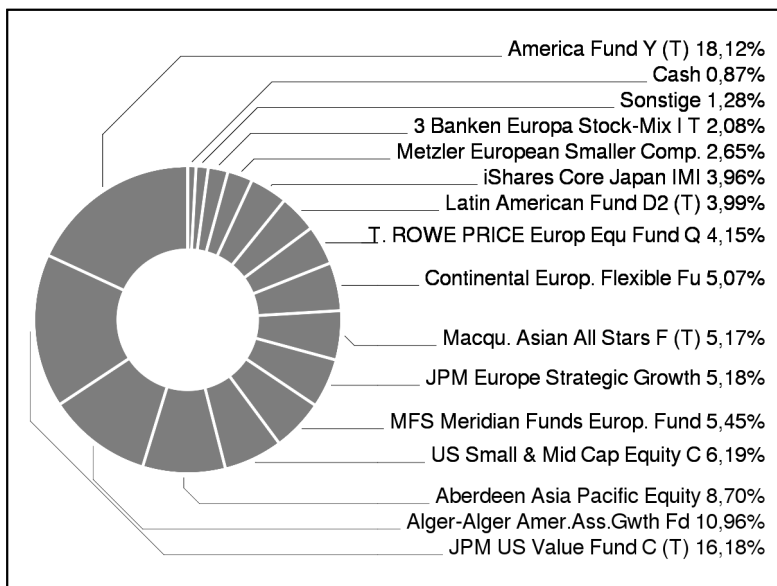 America Fund Y (T) 18,12%
Cash 0,87%
Sonstige 1,28%
3 Banken Europa Stock-Mix I T 2,08%
Metzler European Smaller Comp. 2,65%
iShares Core Japan IMI 3,96%
Latin American Fund D2 (T) 3,99%
T. ROWE PRICE Europ Equ Fund Q 4,15%
Continental Europ. Flexible Fu 5,07%
Macqu. Asian All Stars F (T) 5,17%
JPM Europe Strategic Growth 5,18%
MFS Meridian Funds Europ. Fund 5,45%
US Small & Mid Cap Equity C 6,19%
Aberdeen Asia Pacific Equity 8,70%
Alger-Alger Amer.Ass.Gwth Fd 10,96%
JPM US Value Fund C (T) 16,18%